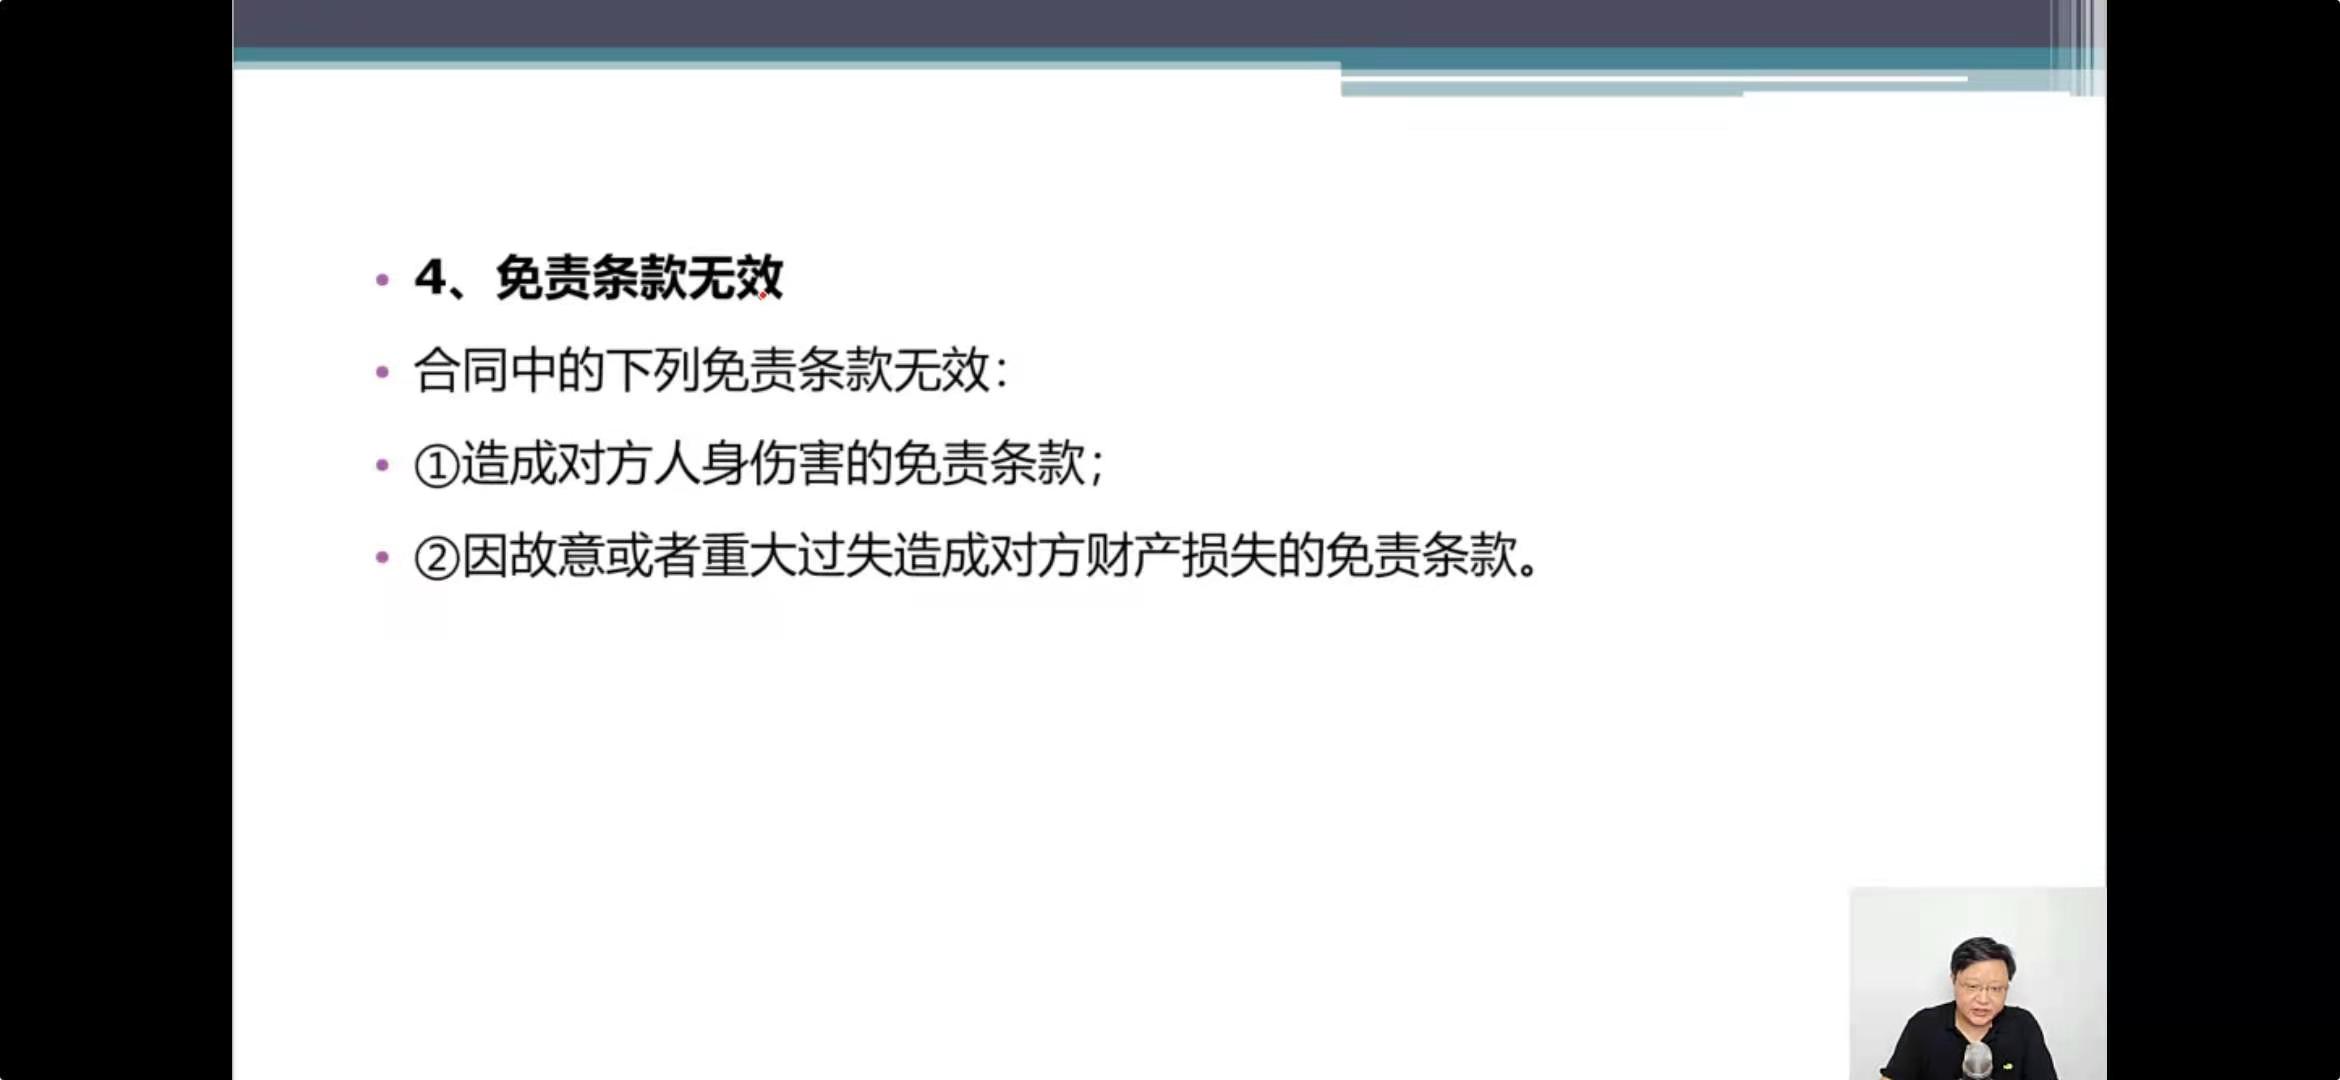 4、免责条款无效
合同中的下列免责条款无效：
①造成对方人身伤害的免责条款；
②因故意或者重大过失造成对方财产损失的免责条款。